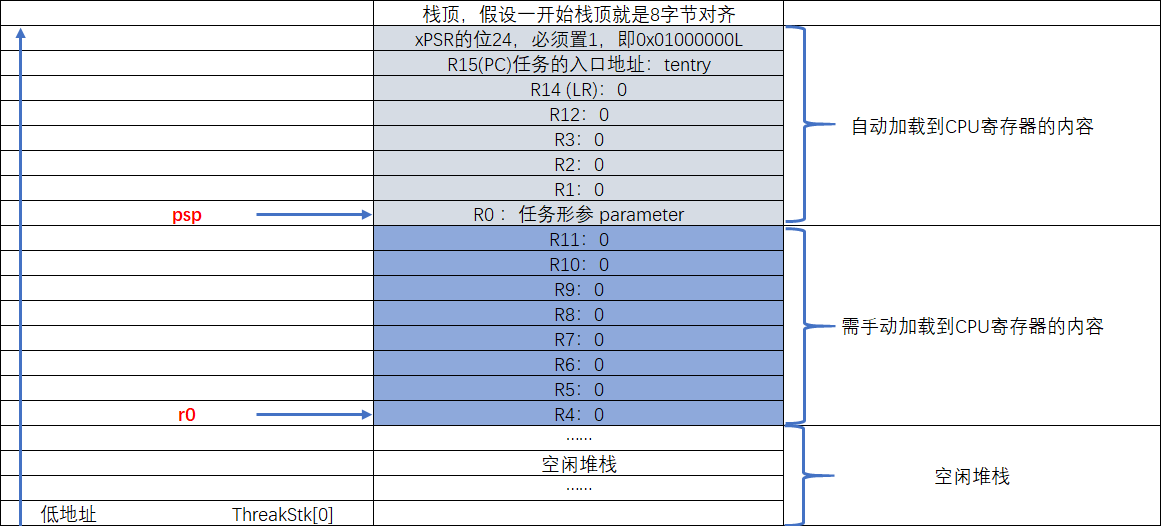 栈顶，假设一开始栈顶就是8字节对齐
xPSR的位24，必须置1，即0x01000000L
R15(PC)任务的入口地址：tentry
R14 (LR)：0
R12：0
R3：0
R2：0
R1：0
自动加载到CPU寄存器的内容
psp
R0 ：任务形参 parameter
R11：0
R10：0
R9：0
R8：0
R7：0
R6：0
R5：0
需手动加载到CPU寄存器的内容
r0
R4：0
……
空闲堆栈
……
空闲堆栈
低地址 ThreakStk[0]